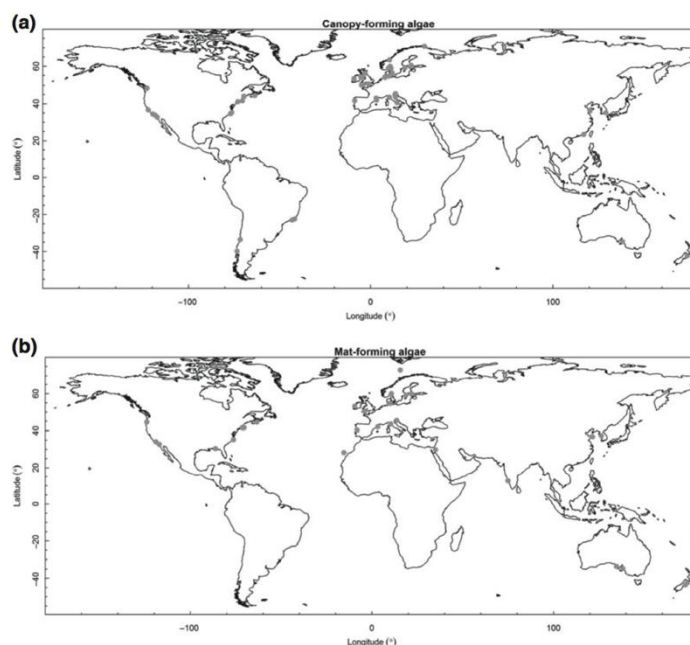 (a)
Canopy-forming algae
60
40
20
0
−20
−40
Latitude (°)
−100
0
100
Longitude (°)
(b)
Mat-forming algae
60
40
20
0
−20
−40
Latitude (°)
−100
0
100
Longitude (°)